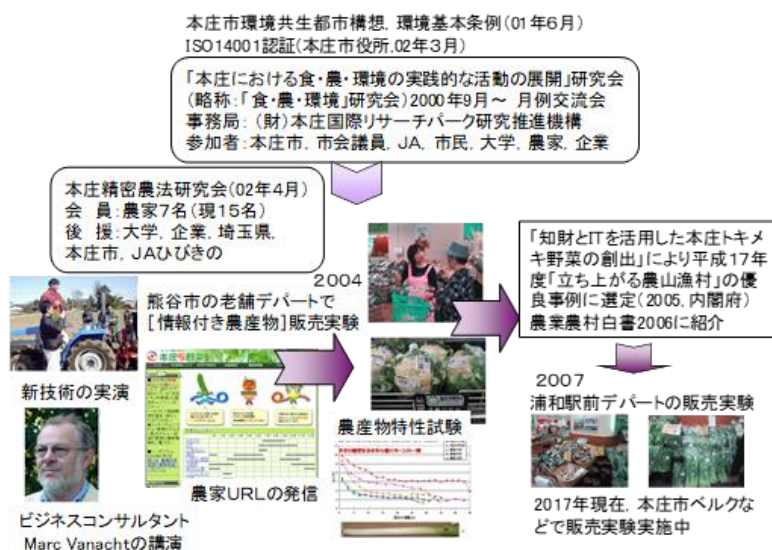 本庄市環境共生都市構想, 環境基本条例(01年6月)
ISO14001認証(本庄市役所,02年3月)
「本庄における食・農・環境の実践的な活動の展開」研究会
(略称:「食・農・環境」研究会)2000年9月～ 月例交流会
事務局:(財)本庄国際リサーチパーク研究推進機構
参加者:本庄市, 市会議員, JA, 市民, 大学, 農家, 企業
本庄精密農法研究会(02年4月)
会 員:農家7名(現15名)
後 援:大学, 企業, 埼玉県,
本庄市, JAひびきの
2004
熊谷市の老舗デパートで
[情報付き農産物]販売実験
「知財とITを活用した本庄トキメ
キ野菜の創出」により平成17年
度「立ち上がる農山漁村」の優
良事例に選定(2005,内閣府)
農業農村白書2006に紹介
新技術の実演
農家URLの発信
農産物特性試験
2007
浦和駅前デパートの販売実験
2017年現在, 本庄市ベルクな
どで販売実験実施中
ビジネスコンサルタント
Marc Vanachtの講演